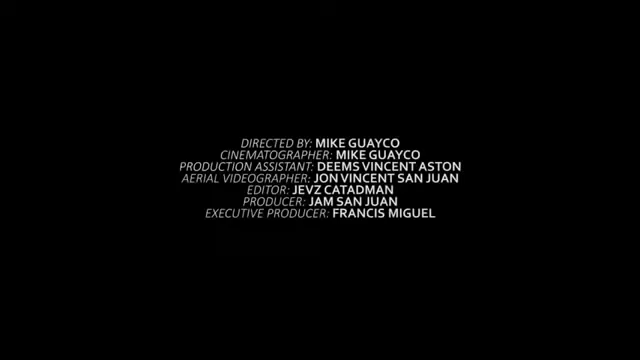 DIRECTED BY: MIKE GUAYCO
CINEMATOGRAPHER: MIKE GUAYCO
PRODUCTION ASSISTANT: DEEMS VINCENT ASTON
AERIAL VIDEOGRAPHER: JON VINCENT SAN JUAN
EDITOR: JEVZ CATADMAN
PRODUCER: JAM SAN JUAN
EXECUTIVE PRODUCER: FRANCIS MIGUEL